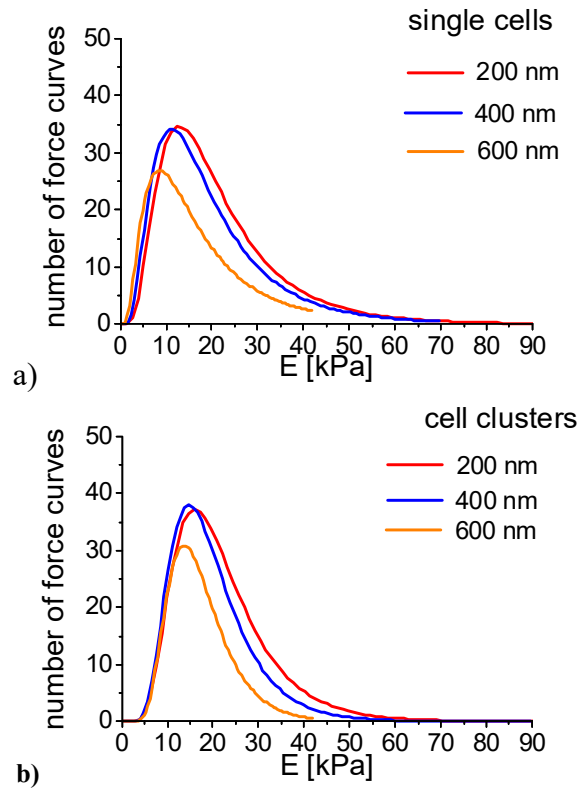 single cells
200 nm
400 nm
600 nm
number of force curves
50
40
30
20
10
0
0 10 20 30 40 50 60 70 80 90
E [kPa]
a)
cell clusters
200 nm
400 nm
600 nm
number of force curves
50
40
30
20
10
0
0 10 20 30 40 50 60 70 80 90
E [kPa]
b)